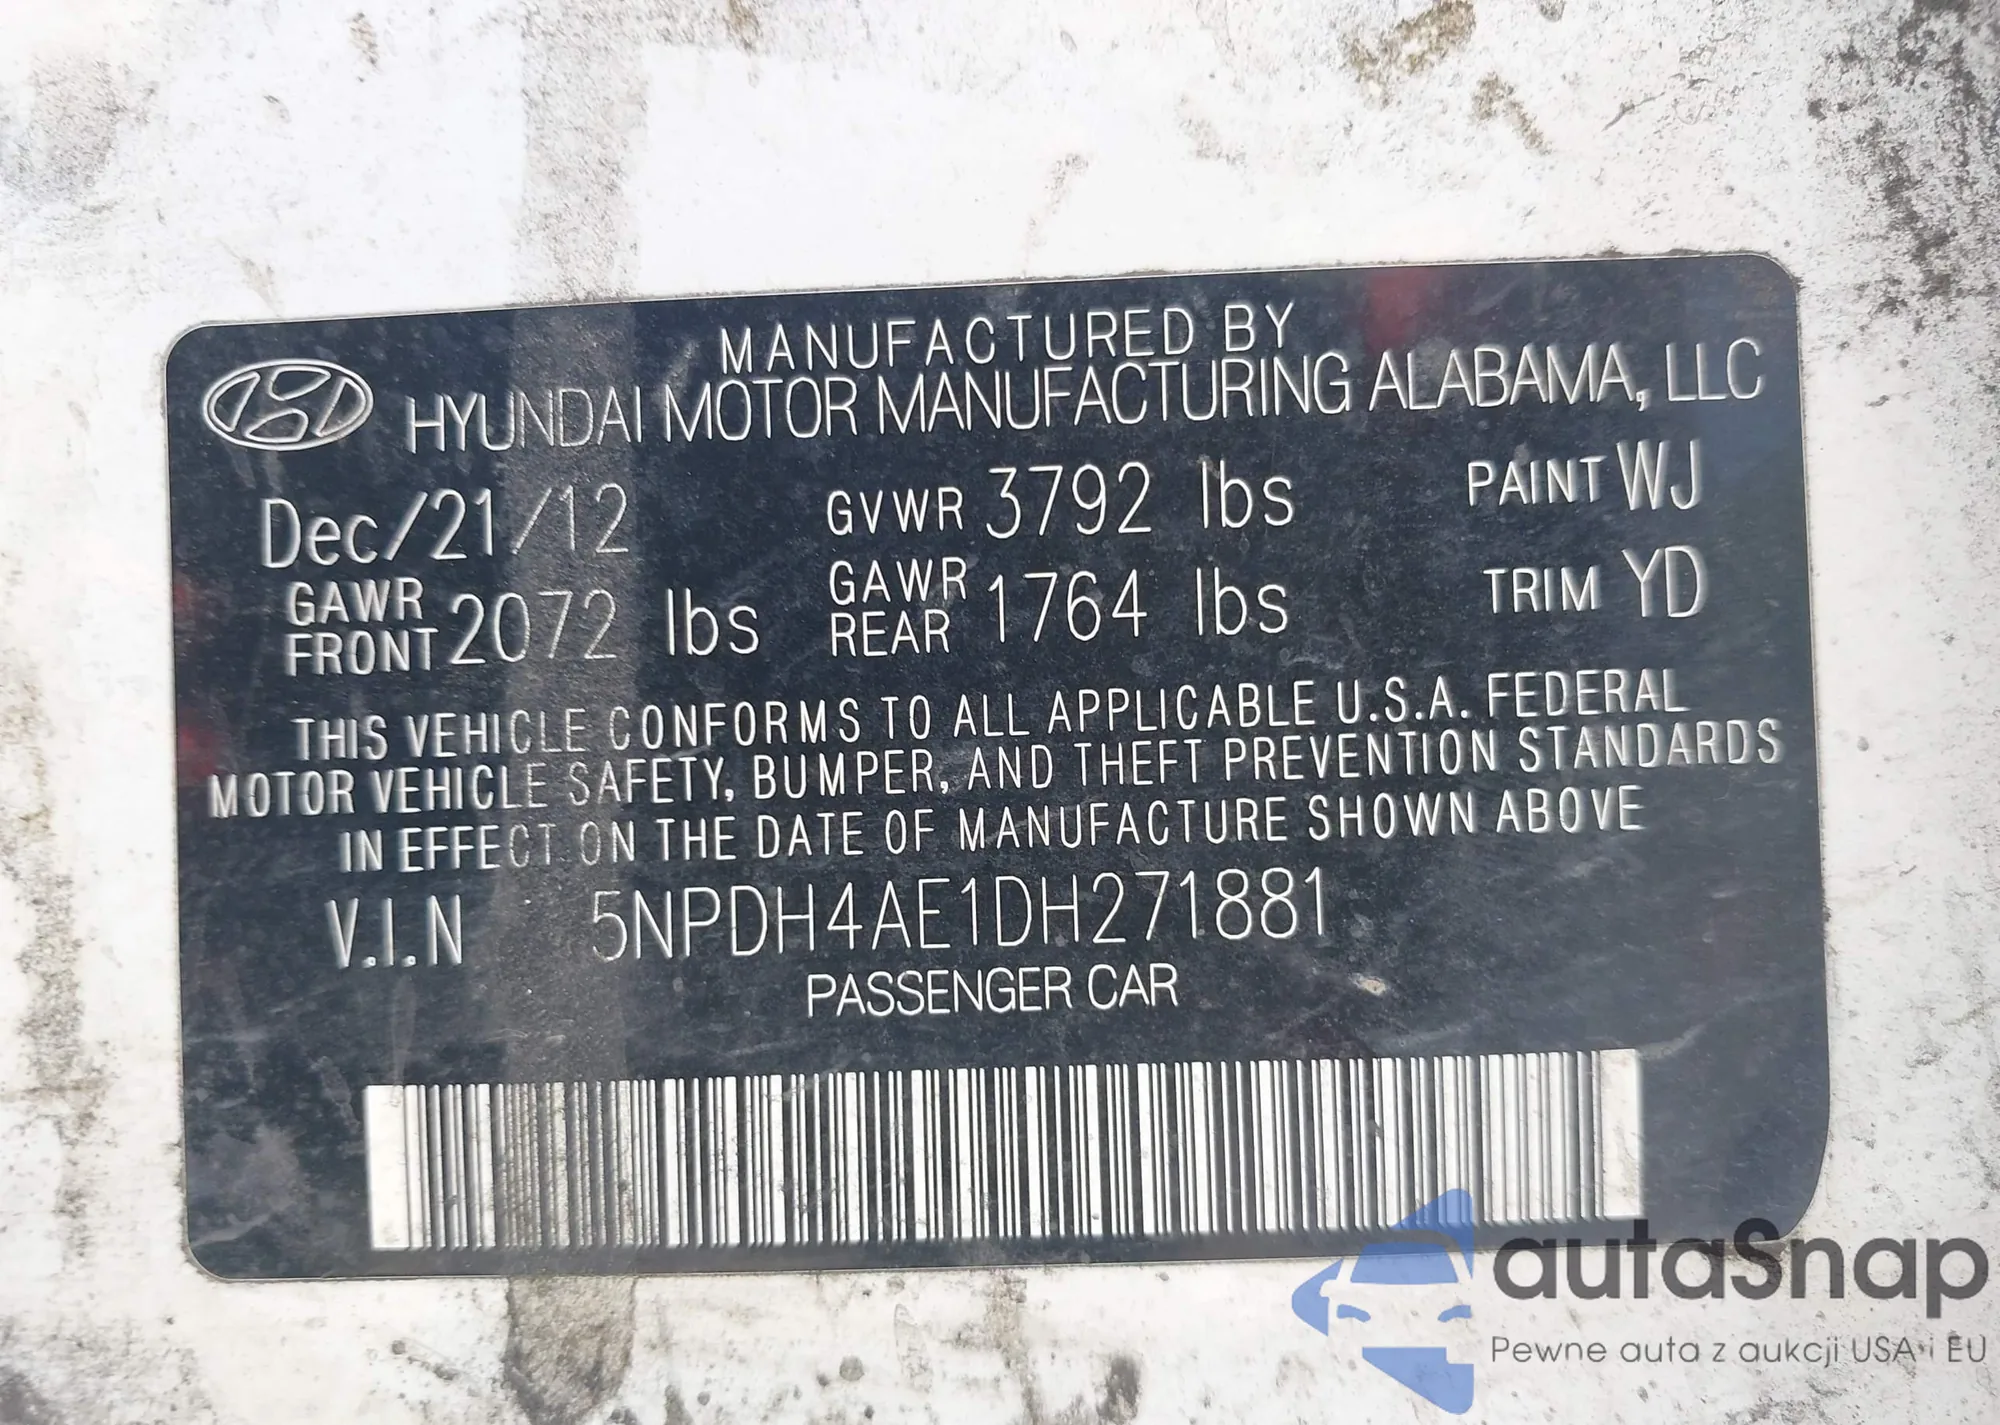 MANUFACTURED BY
HYUNDAI MOTOR MANUFACTURING ALABAMA, LLC
Dec/21/12 GVWR 3792 lbs PAINT WJ
GAWR FRONT 2072 lbs GAWR REAR 1764 lbs TRIM YD
THIS VEHICLE CONFORMS TO ALL APPLICABLE U.S.A. FEDERAL
MOTOR VEHICLE SAFETY, BUMPER, AND THEFT PREVENTION STANDARDS
IN EFFECT ON THE DATE OF MANUFACTURE SHOWN ABOVE
V.I.N 5NPDH4AE1DH271881
PASSENGER CAR
autaSnap
Pewne auta z aukcji USA i EU